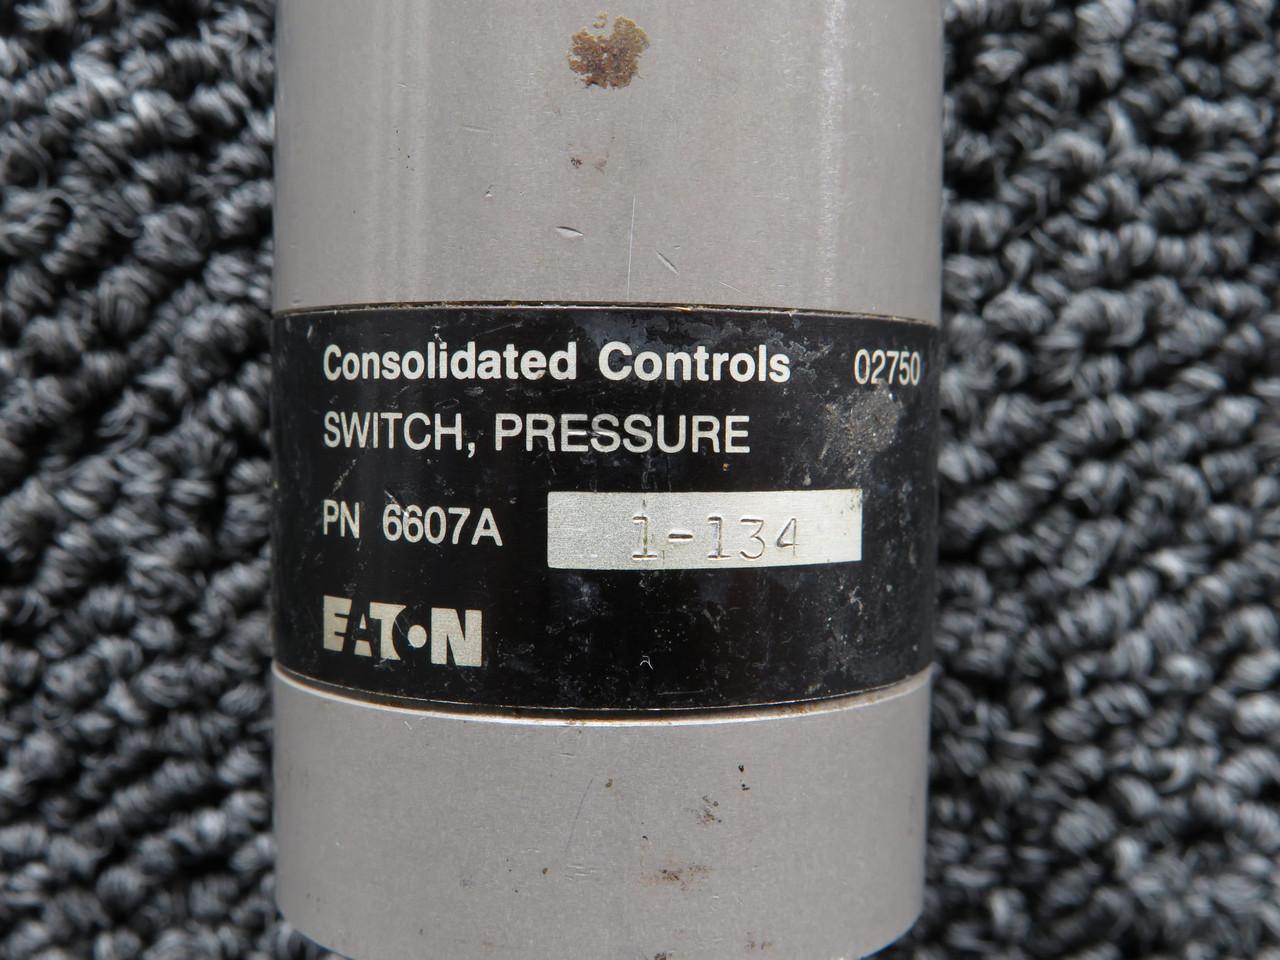 Consolidated Controls 02750
SWITCH, PRESSURE
PN 6607A 1-134
EATON